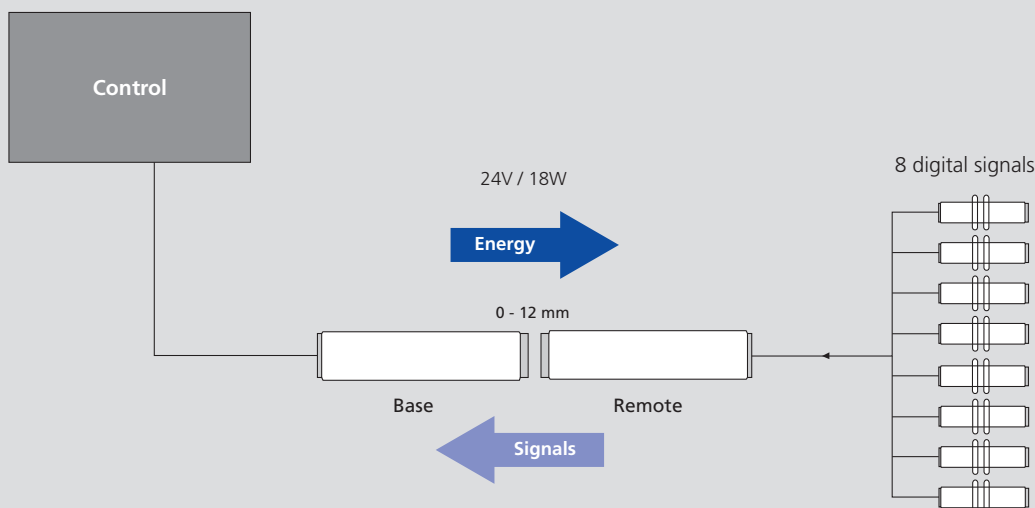 Control
8 digital signals
24V / 18W
Energy
0 - 12 mm
Base
Remote
Signals